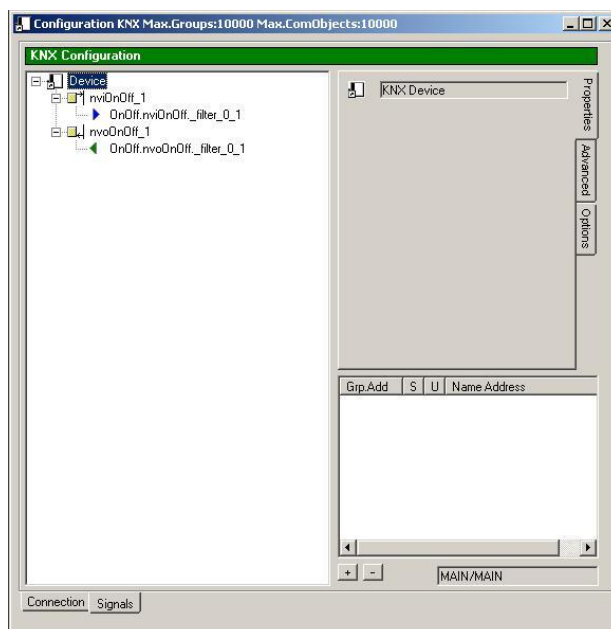 Configuration KNX Max.Groups:10000 Max.ComObjects:10000
KNX Configuration
Device
nviOnOff_1
OnOff.nviOnOff._filter_0_1
nvoOnOff_1
OnOff.nvoOnOff._filter_0_1
KNX Device
Properties
Advanced
Options
Grp.Add S U Name Address
+ -
MAIN/MAIN
Connection Signals